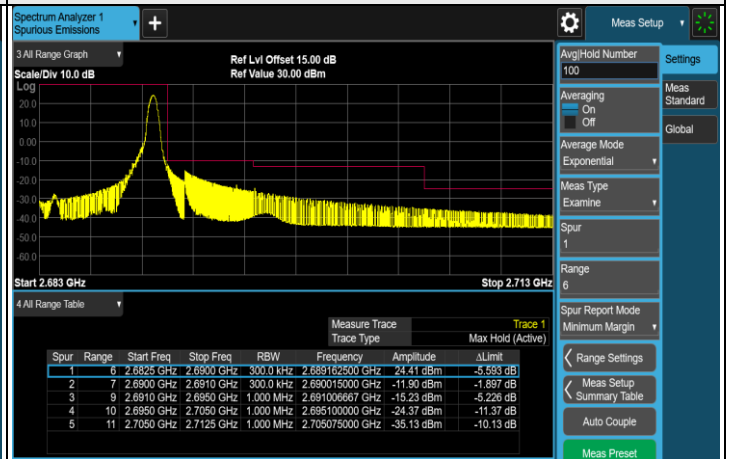 Spectrum Analyzer 1
Spurious Emissions
+
Meas Setup
3 All Range Graph
Ref Lvl Offset 15.00 dB
Scale/Div 10.0 dB
Ref Value 30.00 dBm
Log
20.0
10.0
0.00
-10.0
-20.0
-30.0
-40.0
-50.0
-60.0
Start 2.683 GHz
Stop 2.713 GHz
4 All Range Table
Measure Trace Trace 1
Trace Type Max Hold (Active)
Spur Range Start Freq Stop Freq RBW Frequency Amplitude ΔLimit
1 6 2.6825 GHz 2.6900 GHz 300.0 kHz 2.689162500 GHz 24.41 dBm -5.593 dB
2 7 2.6900 GHz 2.6910 GHz 300.0 kHz 2.690015000 GHz -11.90 dBm -1.897 dB
3 9 2.6910 GHz 2.6950 GHz 1.000 MHz 2.691006667 GHz -15.23 dBm -5.226 dB
4 10 2.6950 GHz 2.7050 GHz 1.000 MHz 2.695100000 GHz -24.37 dBm -11.37 dB
5 11 2.7050 GHz 2.7125 GHz 1.000 MHz 2.705075000 GHz -35.13 dBm -10.13 dB
Avg|Hold Number
100
Averaging
On
Off
Average Mode
Exponential
Meas Type
Examine
Spur
1
Range
6
Spur Report Mode
Minimum Margin
Range Settings
Meas Setup
Summary Table
Auto Couple
Meas Preset
Settings
Meas
Standard
Global